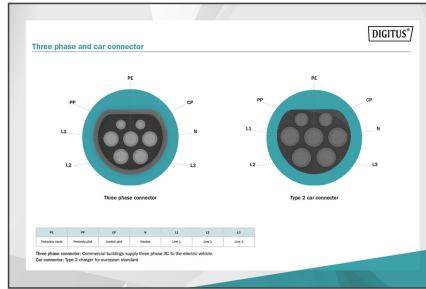 DIGITUS®
Three phase and car connector
PE
PP
CP
L1
N
L2
L3
Three phase connector
PE
PP
CP
L1
N
L2
L3
Type 2 car connector
PE PP CP N L1 L2 L3
Protective earth Proximity pilot Control pilot Neutral Line 1 Line 2 Line 3
Three phase connector: Commercial buildings supply three phase AC to the electric vehicle.
Car connector: Type 2 charger for european standard